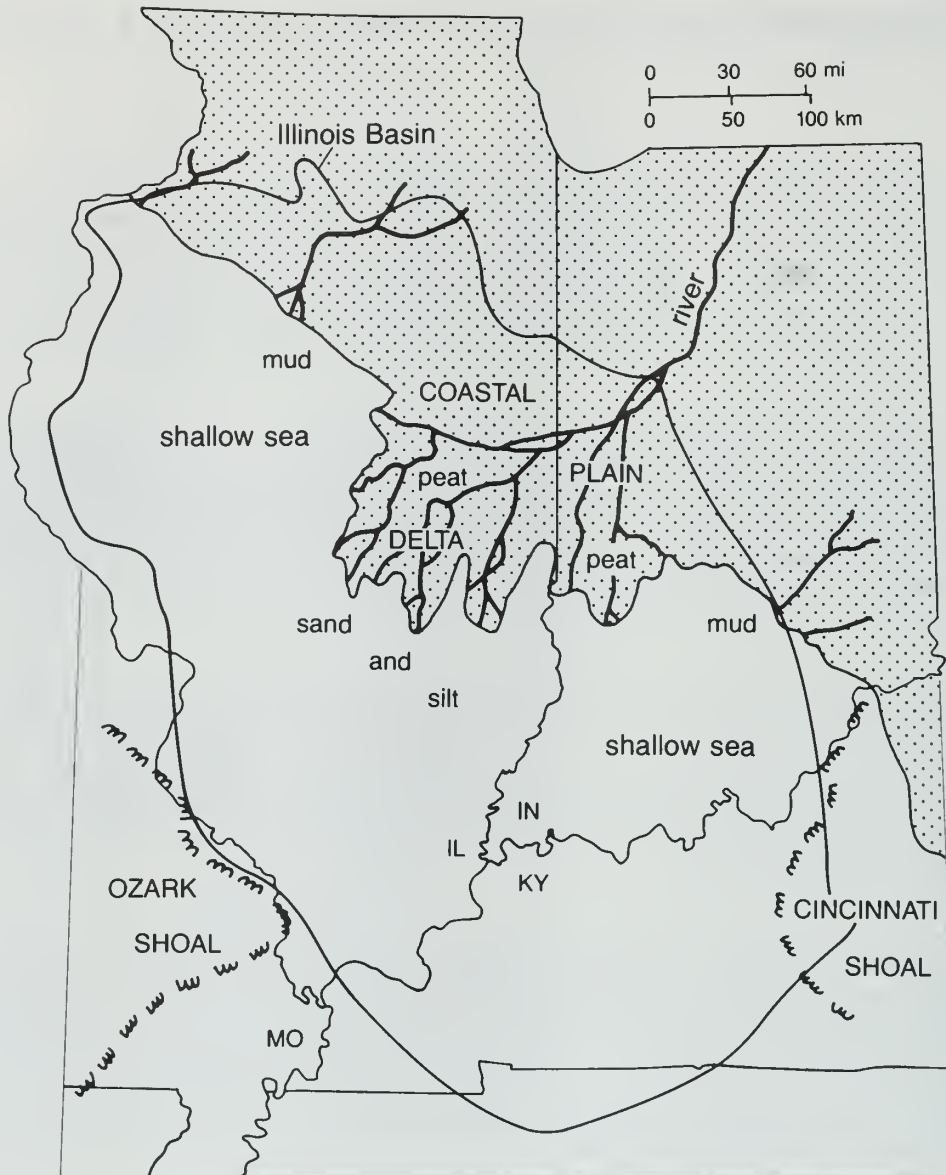 0 30 60 mi
0 50 100 km
Illinois Basin
river
mud
COASTAL
shallow sea
peat
PLAIN
DELTA
peat
sand
mud
and
silt
shallow sea
IN
IL
KY
OZARK
CINCINNATI
SHOAL
SHOAL
MO